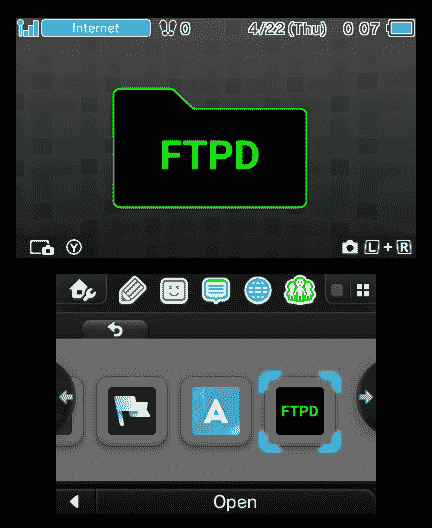 Internet 0 4/22 (Thu) 0 07
FTPD
Y L + R
A FTPD
Open